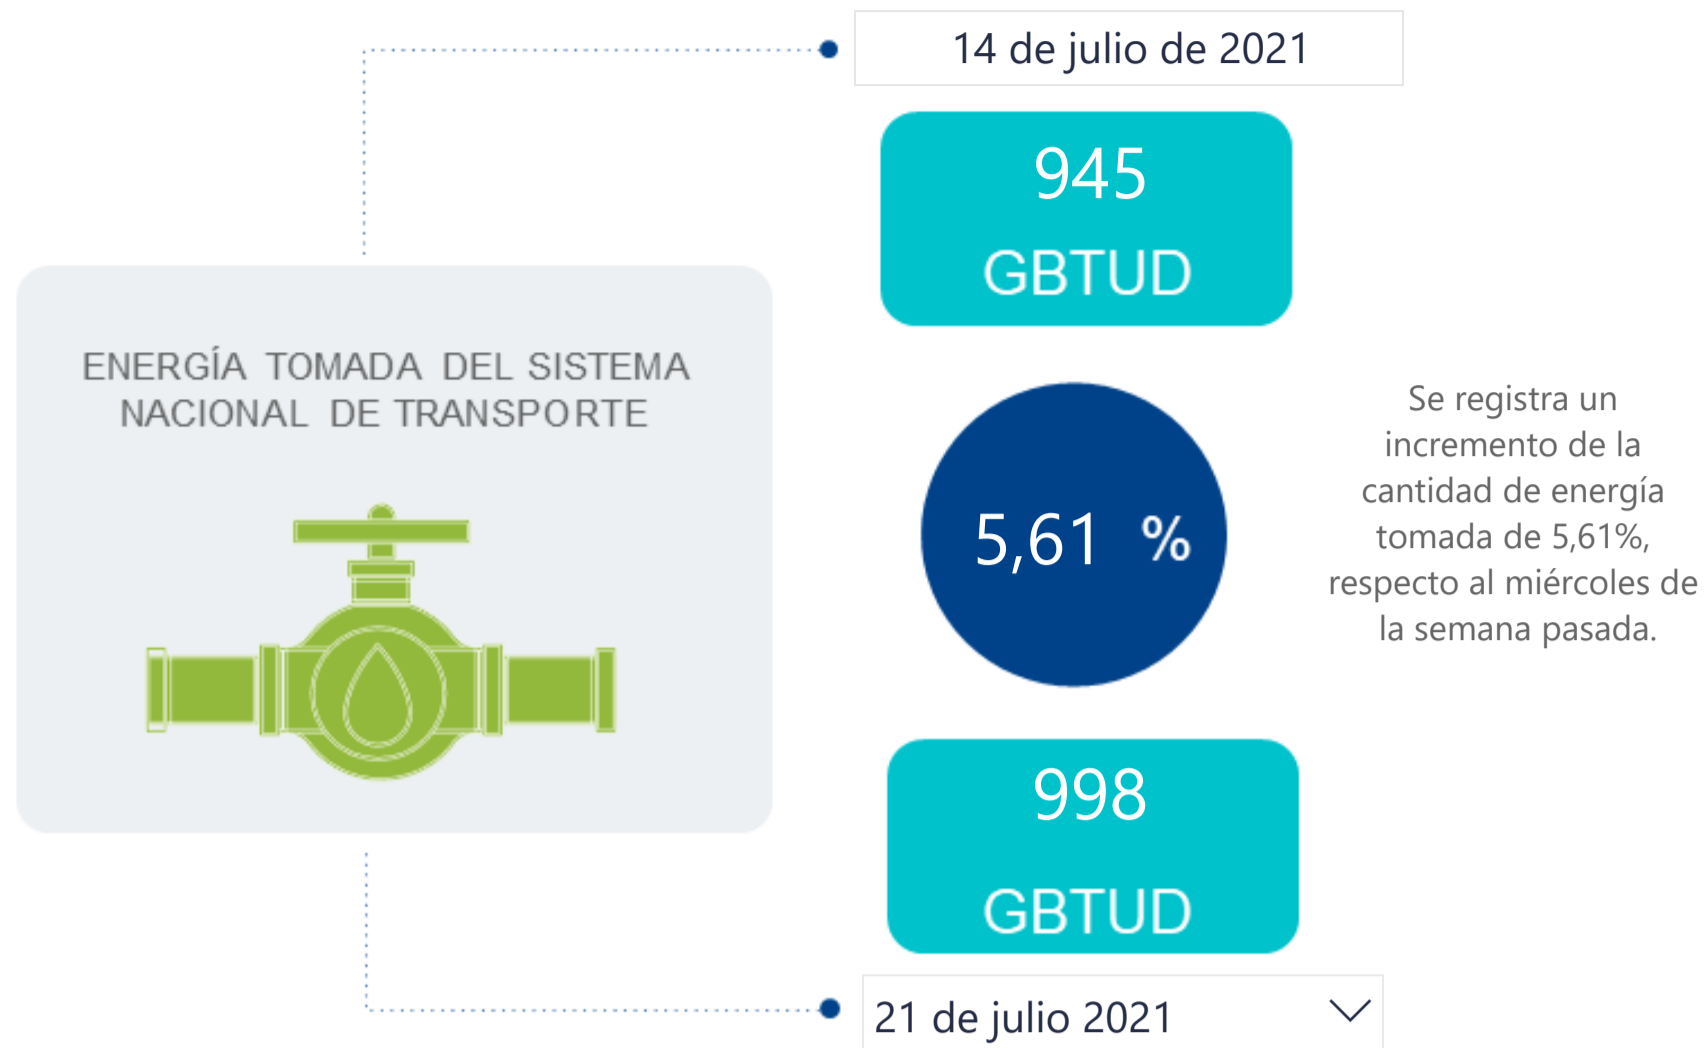 14 de julio de 2021
945
GBTUD
ENERGÍA TOMADA DEL SISTEMA
NACIONAL DE TRANSPORTE
5,61 %
Se registra un
incremento de la
cantidad de energía
tomada de 5,61%,
respecto al miércoles de
la semana pasada.
998
GBTUD
21 de julio 2021